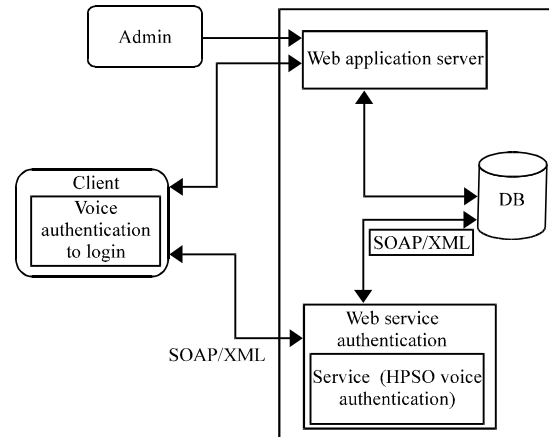 Admin
Web application server
Client
Voice
authentication
to login
DB
SOAP/XML
Web service
authentication
SOAP/XML
Service (HPSO voice
authentication)